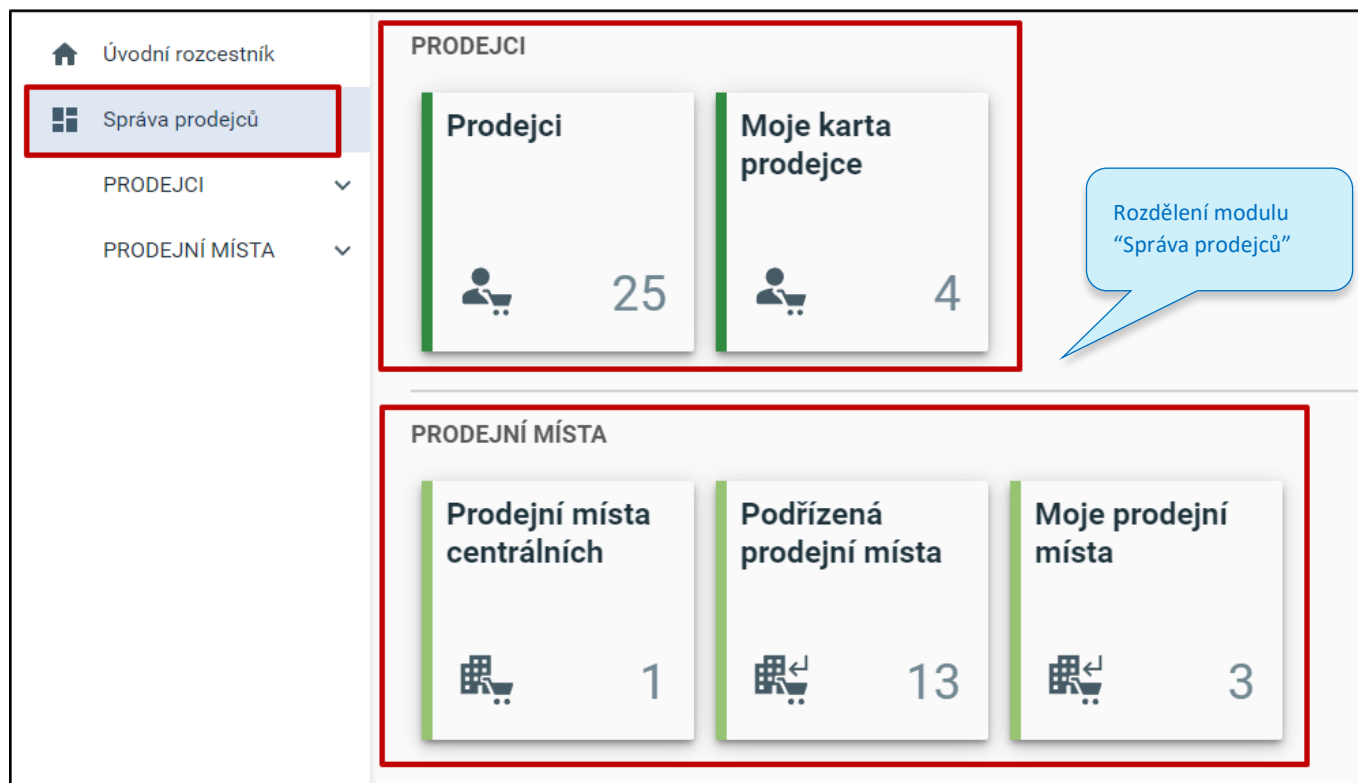 Úvodní rozcestník
Správa prodejců
PRODEJCI
PRODEJNÍ MÍSTA
PRODEJCI
Prodejci
25
Moje karta
prodejce
4
Rozdělení modulu
“Správa prodejců”
PRODEJNÍ MÍSTA
Prodejní místa
centrálních
1
Podřízená
prodejní místa
13
Moje prodejní
místa
3